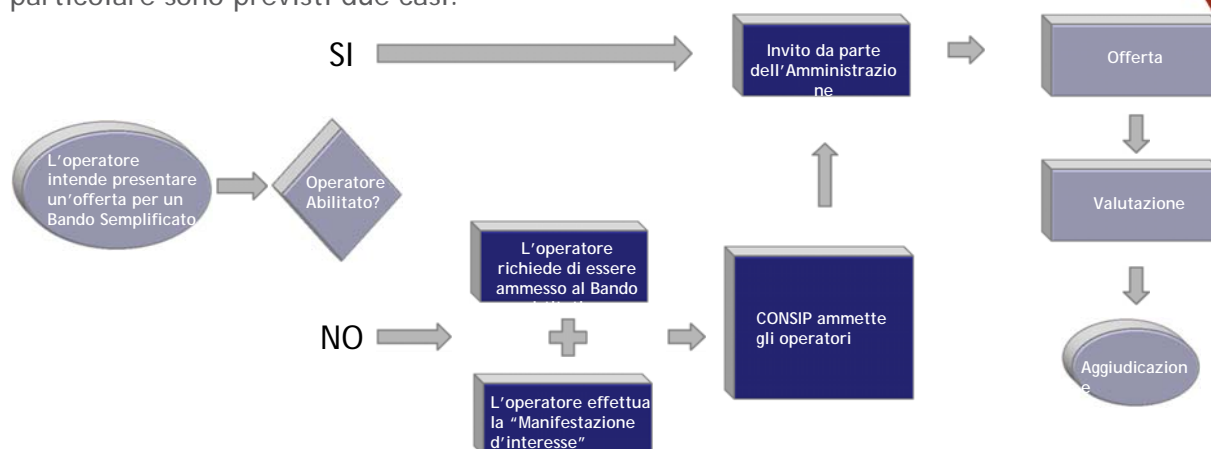 particolare sono previsti due casi:
SI
Invito da parte
dell'Amministrazio
ne
Offerta
L'operatore
intende presentare
un'offerta per un
Bando Semplificato
Operatore
Abilitato?
Valutazione
L'operatore
richiede di essere
ammesso al Bando
NO
CONSIP ammette
gli operatori
L'operatore effettua
la "Manifestazione
d'interesse"
Aggiudicazion
e